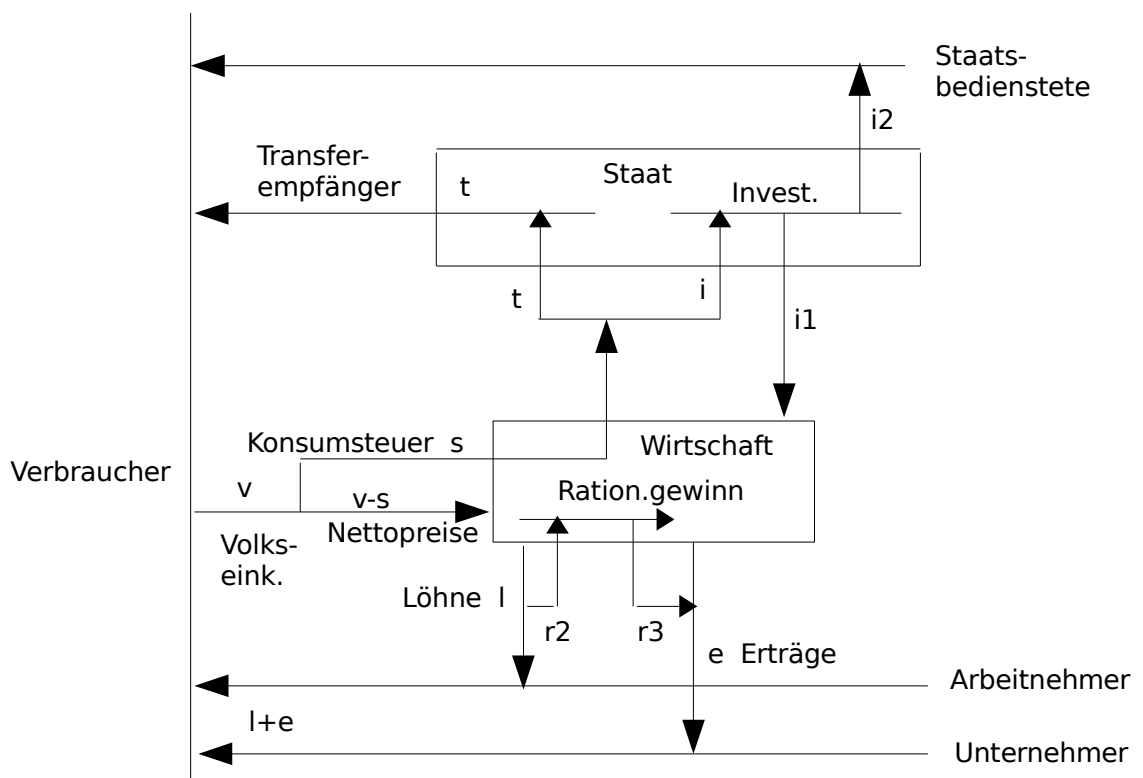 Staats-
bedienstete
i2
Transfer-
empfänger
t
Staat
Invest.
t
i
i1
Konsumsteuer s
Wirtschaft
Verbraucher
v
v-s
Ration.gewinn
Nettopreise
Volks-
eink.
Löhne l
r2
r3
e Erträge
Arbeitnehmer
l+e
Unternehmer